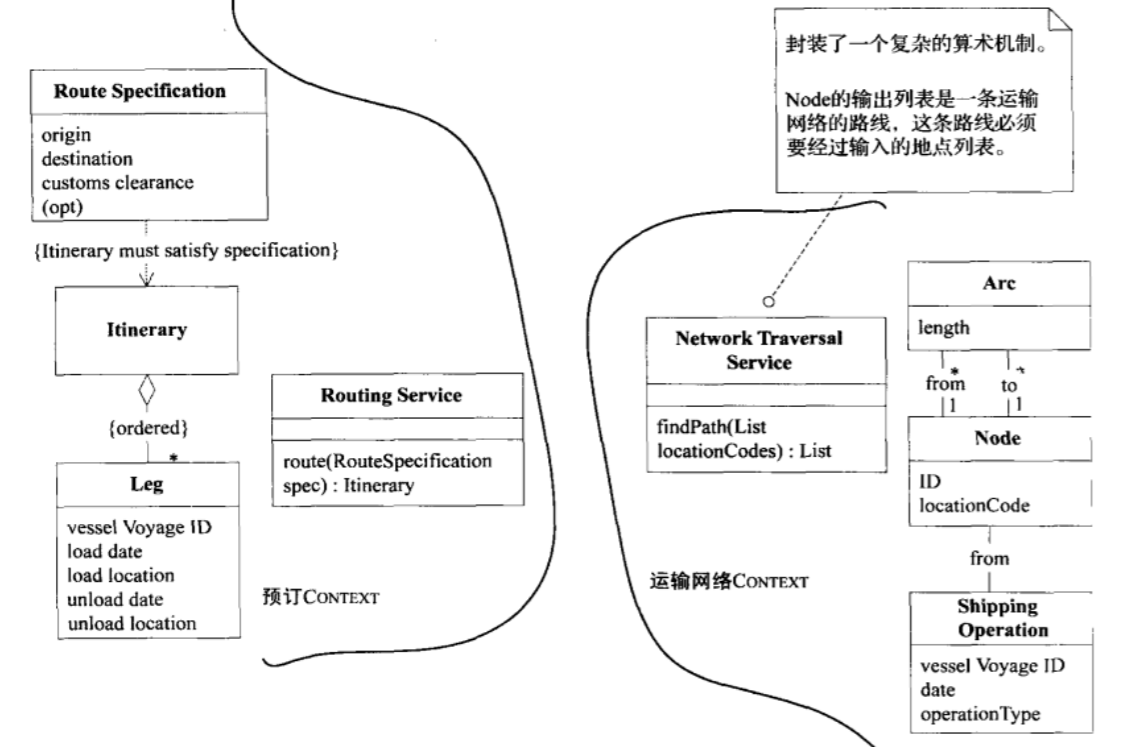 Route Specification
origin
destination
customs clearance
(opt)
{Itinerary must satisfy specification}
Itinerary
{ordered}
*
Leg
vessel Voyage ID
load date
load location
unload date
unload location
Routing Service
route(RouteSpecification
spec) : Itinerary
预订CONTEXT
封装了一个复杂的算术机制。
Node的输出列表是一条运输
网络的路线，这条路线必须
要经过输入的地点列表。
Network Traversal
Service
findPath(List
locationCodes) : List
运输网络CONTEXT
Arc
length
* *
from to
1 1
Node
ID
locationCode
from
Shipping
Operation
vessel Voyage ID
date
operationType